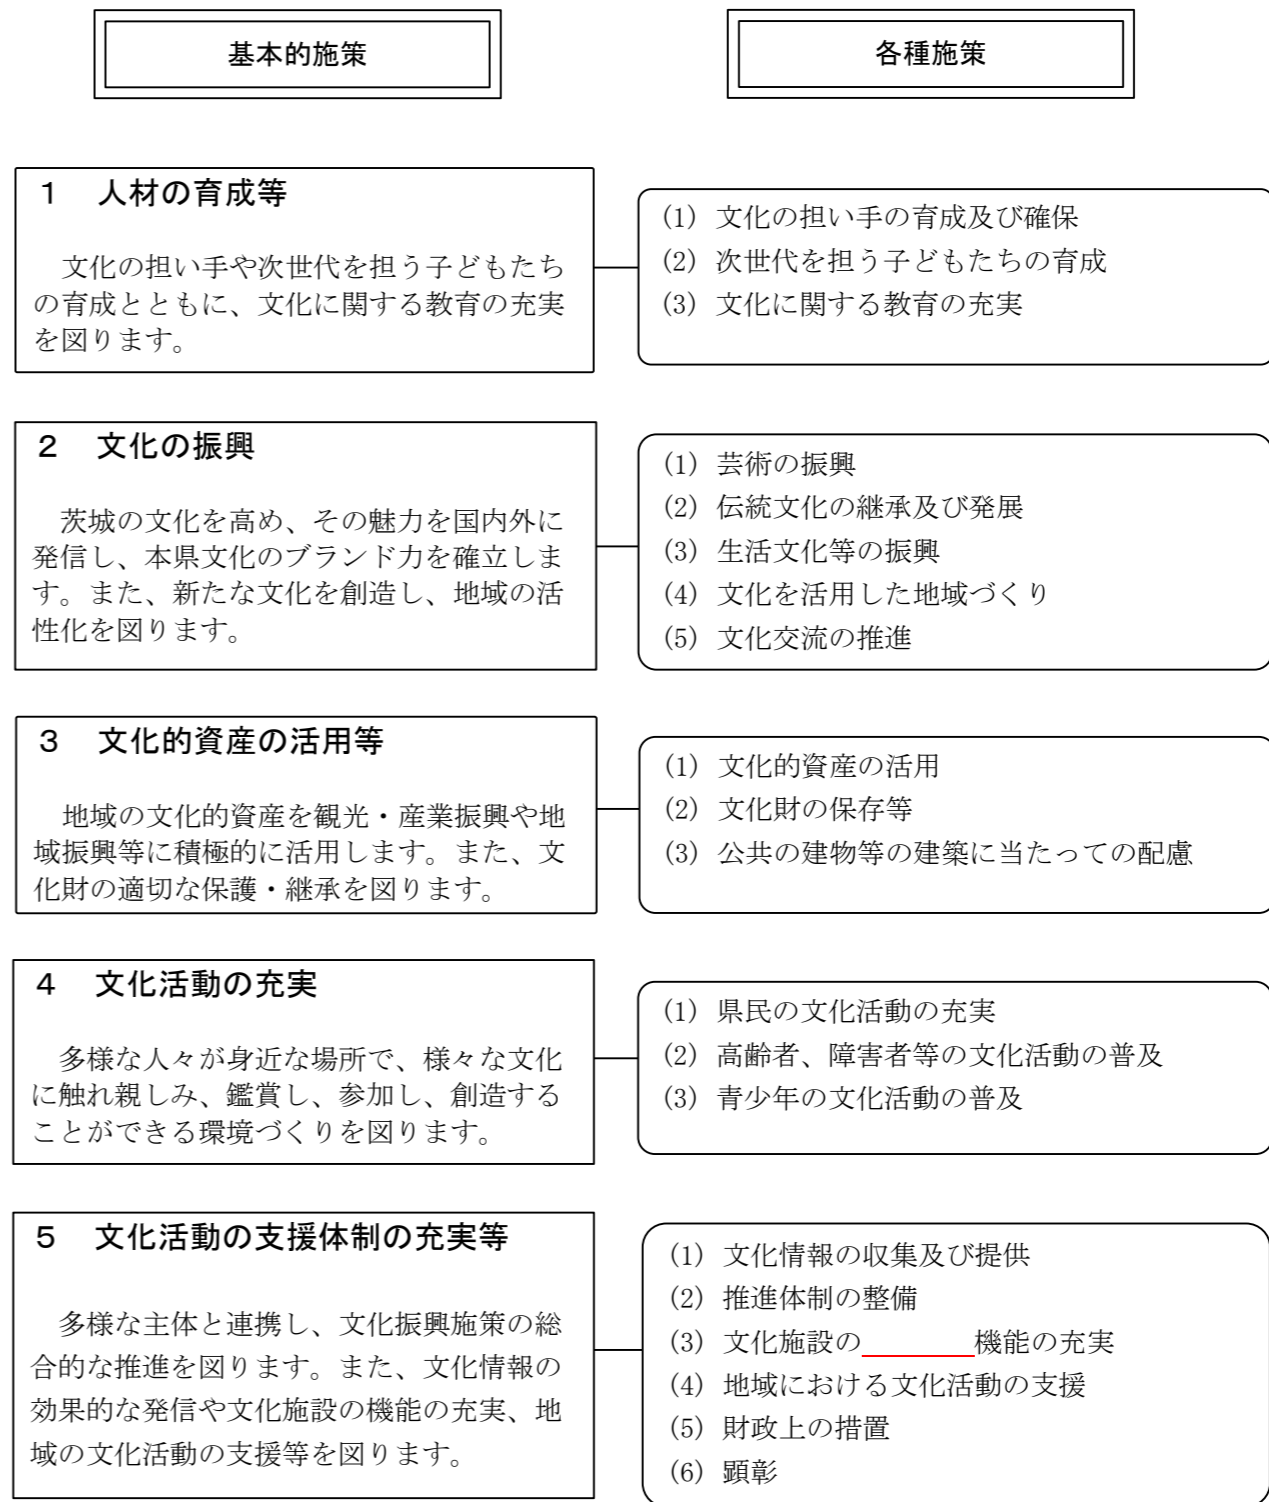 基本的施策
各種施策
1 人材の育成等
文化の担い手や次世代を担う子どもたち
の育成とともに、文化に関する教育の充実
を図ります。
(1) 文化の担い手の育成及び確保
(2) 次世代を担う子どもたちの育成
(3) 文化に関する教育の充実
2 文化の振興
茨城の文化を高め、その魅力を国内外に
発信し、本県文化のブランド力を確立しま
す。また、新たな文化を創造し、地域の活
性化を図ります。
(1) 芸術の振興
(2) 伝統文化の継承及び発展
(3) 生活文化等の振興
(4) 文化を活用した地域づくり
(5) 文化交流の推進
3 文化的資産の活用等
地域の文化的資産を観光・産業振興や地
域振興等に積極的に活用します。また、文
化財の適切な保護・継承を図ります。
(1) 文化的資産の活用
(2) 文化財の保存等
(3) 公共の建物等の建築に当たっての配慮
4 文化活動の充実
多様な人々が身近な場所で、様々な文化
に触れ親しみ、鑑賞し、参加し、創造する
ことができる環境づくりを図ります。
(1) 県民の文化活動の充実
(2) 高齢者、障害者等の文化活動の普及
(3) 青少年の文化活動の普及
5 文化活動の支援体制の充実等
多様な主体と連携し、文化振興施策の総
合的な推進を図ります。また、文化情報の
効果的な発信や文化施設の機能の充実、地
域の文化活動の支援等を図ります。
(1) 文化情報の収集及び提供
(2) 推進体制の整備
(3) 文化施設の 機能の充実
(4) 地域における文化活動の支援
(5) 財政上の措置
(6) 顕彰